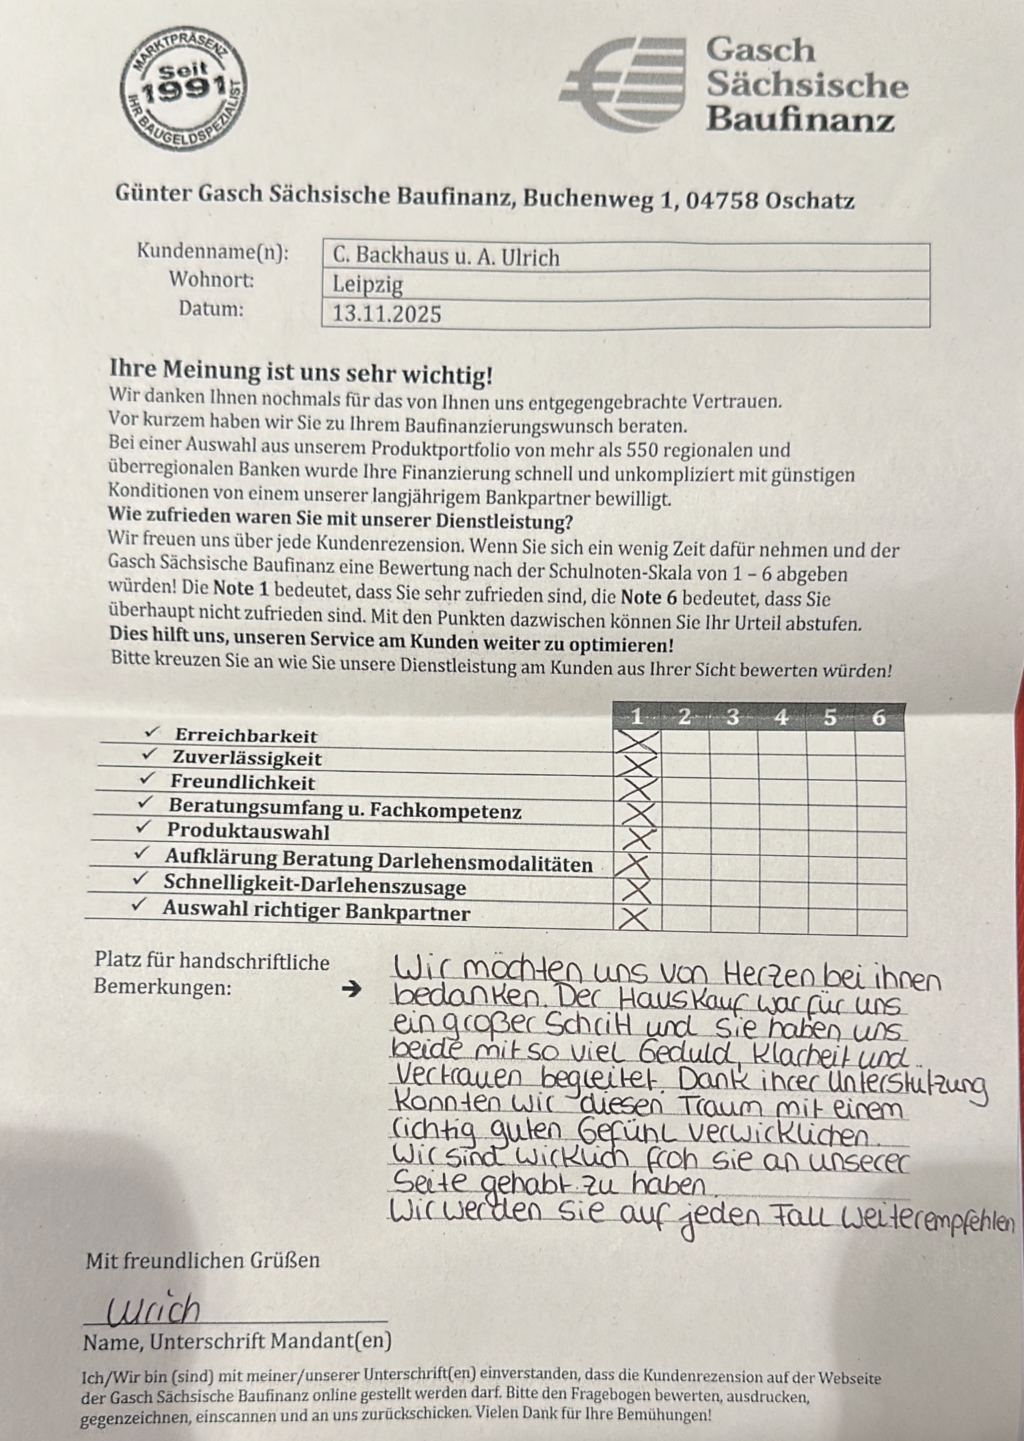 MARKTPRÄSENZ
Seit
1991
IHR BAUGELDSPEZIALIST
Gasch
Sächsische
Baufinanz
Günter Gasch Sächsische Baufinanz, Buchenweg 1, 04758 Oschatz
Kundenname(n): C. Backhaus u. A. Ulrich
Wohnort: Leipzig
Datum: 13.11.2025
Ihre Meinung ist uns sehr wichtig!
Wir danken Ihnen nochmals für das von Ihnen uns entgegengebrachte Vertrauen.
Vor kurzem haben wir Sie zu Ihrem Baufinanzierungswunsch beraten.
Bei einer Auswahl aus unserem Produktportfolio von mehr als 550 regionalen und
überregionalen Banken wurde Ihre Finanzierung schnell und unkompliziert mit günstigen
Konditionen von einem unserer langjährigem Bankpartner bewilligt.
Wie zufrieden waren Sie mit unserer Dienstleistung?
Wir freuen uns über jede Kundenrezension. Wenn Sie sich ein wenig Zeit dafür nehmen und der
Gasch Sächsische Baufinanz eine Bewertung nach der Schulnoten-Skala von 1 – 6 abgeben
würden! Die Note 1 bedeutet, dass Sie sehr zufrieden sind, die Note 6 bedeutet, dass Sie
überhaupt nicht zufrieden sind. Mit den Punkten dazwischen können Sie Ihr Urteil abstufen.
Dies hilft uns, unseren Service am Kunden weiter zu optimieren!
Bitte kreuzen Sie an wie Sie unsere Dienstleistung am Kunden aus Ihrer Sicht bewerten würden!
1 2 3 4 5 6
✓ Erreichbarkeit X
✓ Zuverlässigkeit X
✓ Freundlichkeit X
✓ Beratungsumfang u. Fachkompetenz X
✓ Produktauswahl X
✓ Aufklärung Beratung Darlehensmodalitäten X
✓ Schnelligkeit-Darlehenszusage X
✓ Auswahl richtiger Bankpartner X
Platz für handschriftliche
Bemerkungen: →
Wir möchten uns von Herzen bei ihnen
bedanken. Der Hauskauf war für uns
ein großer Schritt und sie haben uns
beide mit so viel Geduld, Klarheit und
Vertrauen begleitet. Dank ihrer Unterstützung
konnten wir diesen Traum mit einem
richtig guten Gefühl verwirklichen.
Wir sind wirklich froh sie an unserer
Seite gehabt zu haben.
Wir werden sie auf jeden Fall weiterempfehlen
Mit freundlichen Grüßen
Ulrich
Name, Unterschrift Mandant(en)
Ich/Wir bin (sind) mit meiner/unserer Unterschrift(en) einverstanden, dass die Kundenrezension auf der Webseite
der Gasch Sächsische Baufinanz online gestellt werden darf. Bitte den Fragebogen bewerten, ausdrucken,
gegenzeichnen, einscannen und an uns zurückschicken. Vielen Dank für Ihre Bemühungen!